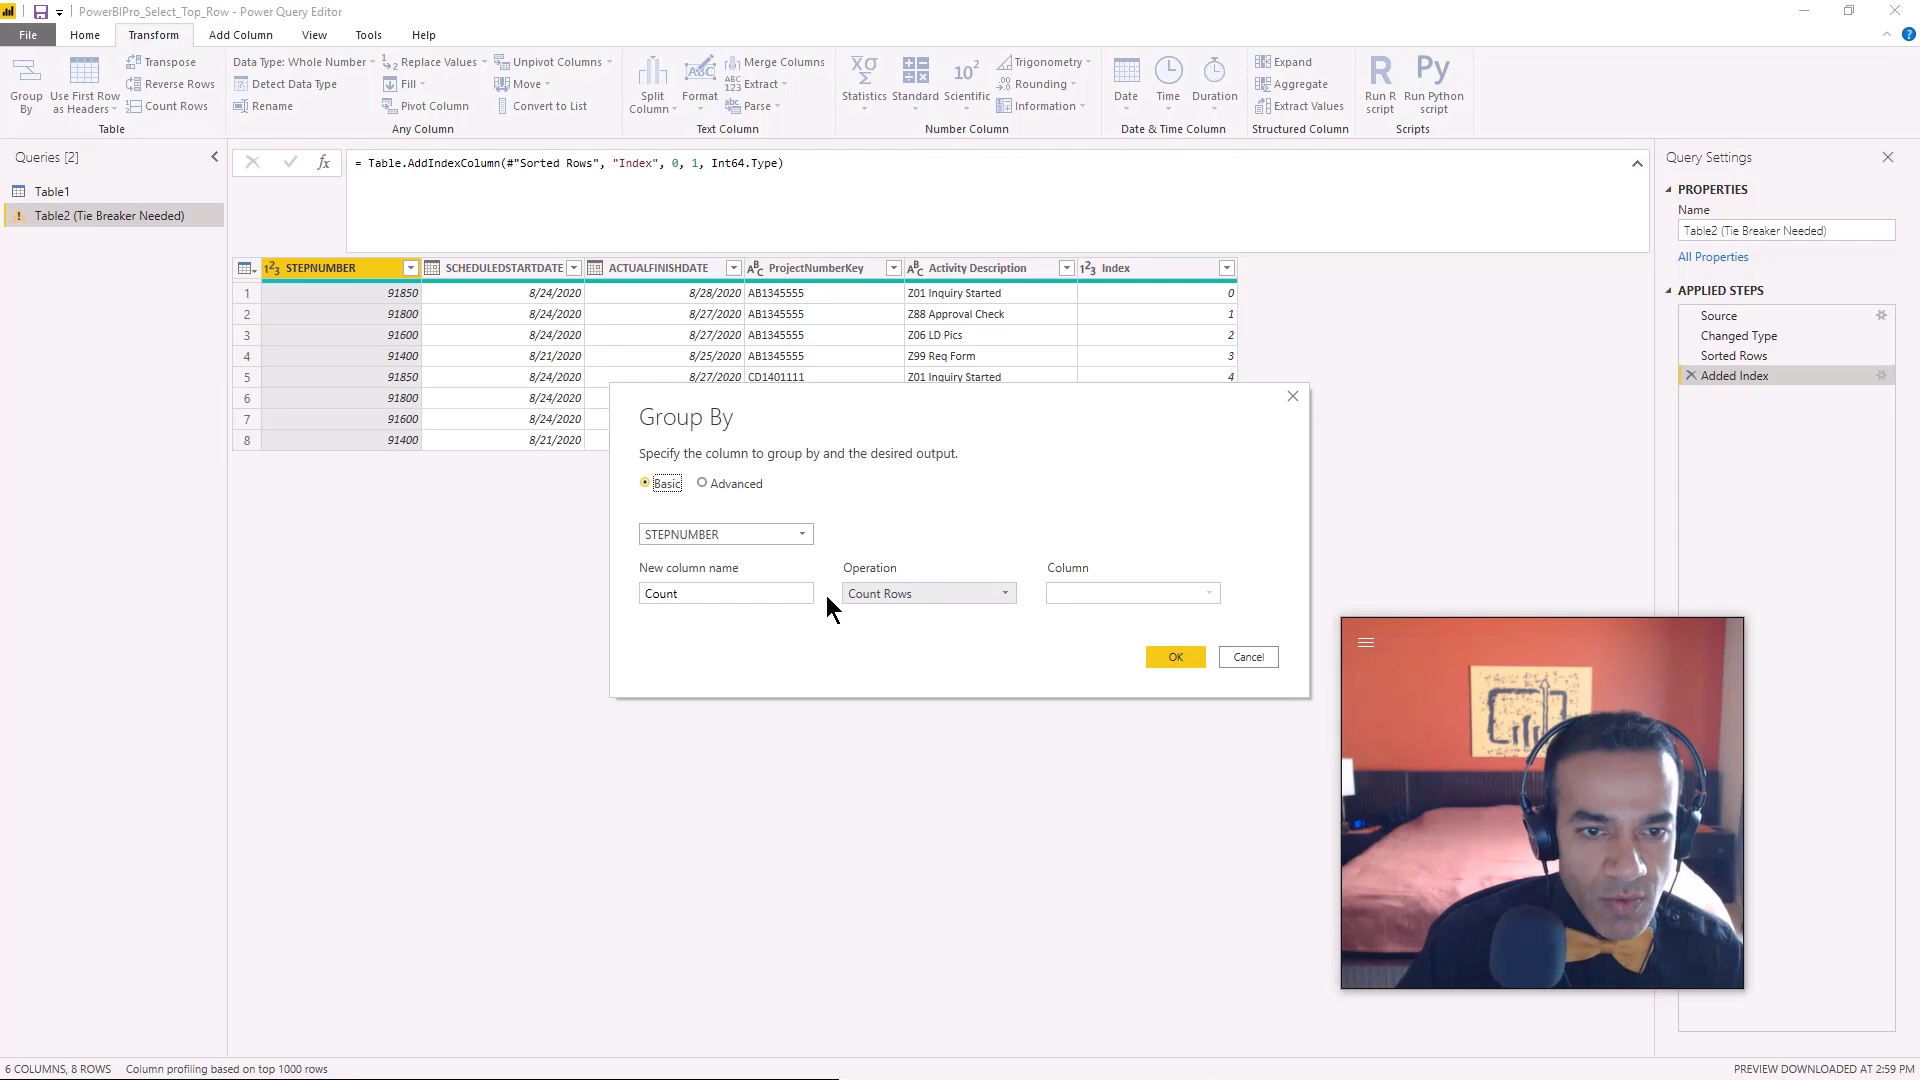 PowerBIPro_Select_Top_Row - Power Query Editor
File Home Transform Add Column View Tools Help
Group By
Use First Row as Headers
Transpose
Reverse Rows
Count Rows
Table
Data Type: Whole Number
Detect Data Type
Rename
Replace Values
Fill
Pivot Column
Unpivot Columns
Move
Convert to List
Any Column
Split Column
Format
Merge Columns
Extract
Parse
Text Column
Statistics
Standard
Scientific
Trigonometry
Rounding
Information
Number Column
Date
Time
Duration
Date & Time Column
Expand
Aggregate
Extract Values
Structured Column
Run R script
Run Python script
Scripts
Queries [2]
Table1
Table2 (Tie Breaker Needed)
fx
= Table.AddIndexColumn(#"Sorted Rows", "Index", 0, 1, Int64.Type)
STEPNUMBER SCHEDULEDSTARTDATE ACTUALFINISHDATE ProjectNumberKey Activity Description Index
1 91850 8/24/2020 8/28/2020 AB1345555 Z01 Inquiry Started 0
2 91800 8/24/2020 8/27/2020 AB1345555 Z88 Approval Check 1
3 91600 8/24/2020 8/27/2020 AB1345555 Z06 LD Pics 2
4 91400 8/21/2020 8/25/2020 AB1345555 Z99 Req Form 3
5 91850 8/24/2020 8/27/2020 CD1401111 Z01 Inquiry Started 4
6 91800 8/24/2020
7 91600 8/24/2020
8 91400 8/21/2020
Group By
Specify the column to group by and the desired output.
Basic Advanced
STEPNUMBER
New column name Operation Column
Count Count Rows
OK Cancel
Query Settings
PROPERTIES
Name
Table2 (Tie Breaker Needed)
All Properties
APPLIED STEPS
Source
Changed Type
Sorted Rows
Added Index
6 COLUMNS, 8 ROWS Column profiling based on top 1000 rows
PREVIEW DOWNLOADED AT 2:59 PM